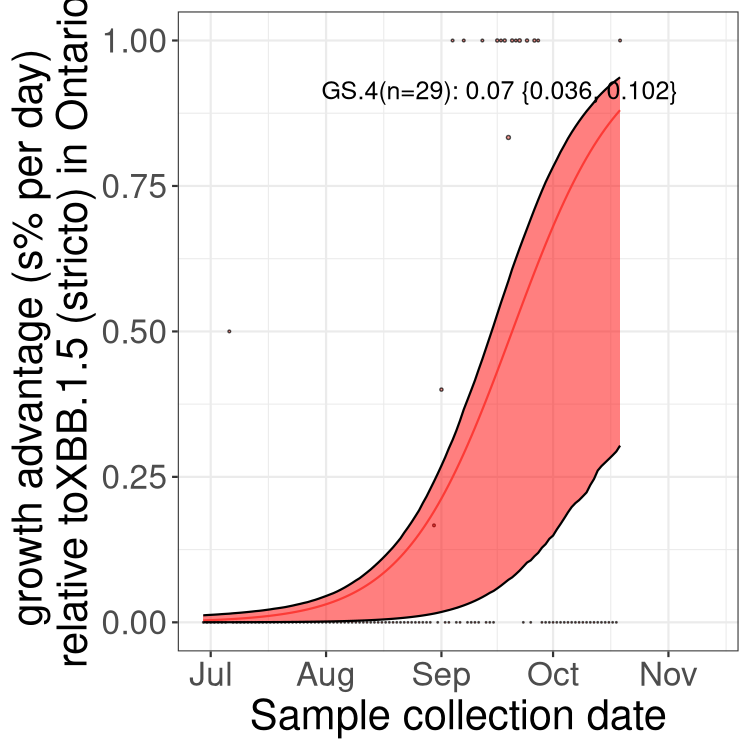 growth advantage (s% per day)
relative toXBB.1.5 (stricto) in Ontario
1.00
0.75
0.50
0.25
0.00
GS.4(n=29): 0.07 {0.036, 0.102}
Jul Aug Sep Oct Nov
Sample collection date